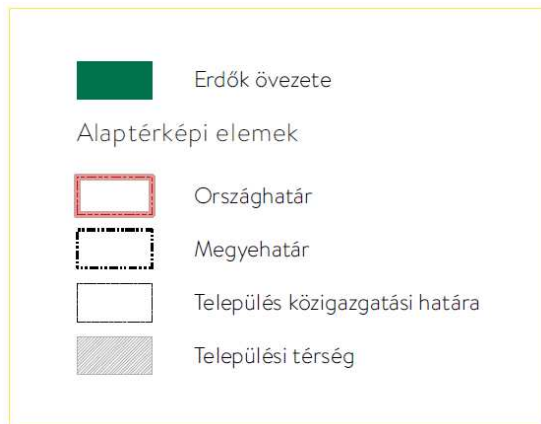 Erdők övezete
Alaptérképi elemek
Országhatár
Megyehatár
Település közigazgatási határa
Települési térség